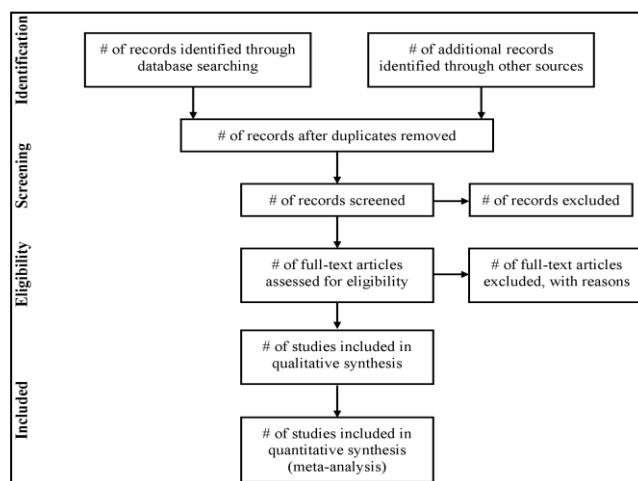 Identification
# of records identified through
database searching
# of additional records
identified through other sources
# of records after duplicates removed
Screening
# of records screened
# of records excluded
Eligibility
# of full-text articles
assessed for eligibility
# of full-text articles
excluded, with reasons
# of studies included in
qualitative synthesis
Included
# of studies included in
quantitative synthesis
(meta-analysis)